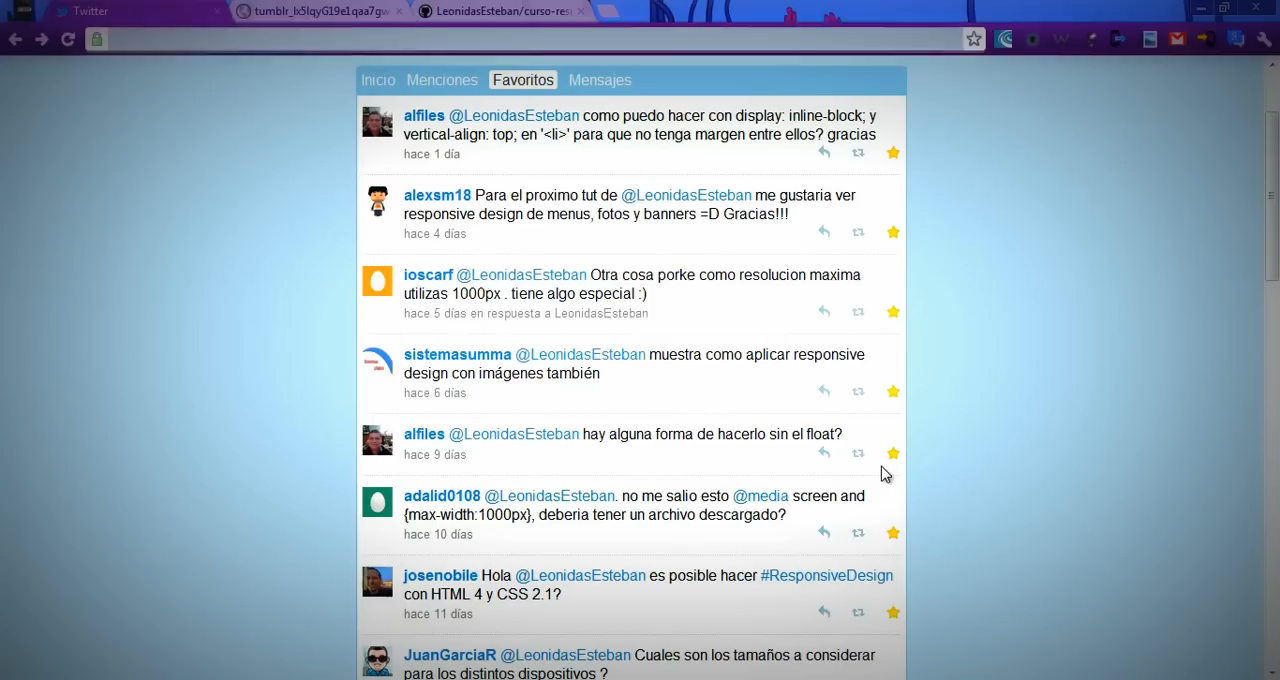 Twitter
tumblr_lx5lqyG19e1qaa7gw
LeonidasEsteban/curso-resp
Inicio Menciones Favoritos Mensajes
alfiles @LeonidasEsteban como puedo hacer con display: inline-block; y
vertical-align: top; en '<li>' para que no tenga margen entre ellos? gracias
hace 1 día
alexsm18 Para el proximo tut de @LeonidasEsteban me gustaria ver
responsive design de menus, fotos y banners =D Gracias!!!
hace 4 días
ioscarf @LeonidasEsteban Otra cosa porke como resolucion maxima
utilizas 1000px . tiene algo especial :)
hace 5 días en respuesta a LeonidasEsteban
sistemasumma @LeonidasEsteban muestra como aplicar responsive
design con imágenes también
hace 6 días
alfiles @LeonidasEsteban hay alguna forma de hacerlo sin el float?
hace 9 días
adalid0108 @LeonidasEsteban. no me salio esto @media screen and
{max-width:1000px}, deberia tener un archivo descargado?
hace 10 días
josenobile Hola @LeonidasEsteban es posible hacer #ResponsiveDesign
con HTML 4 y CSS 2.1?
hace 11 días
JuanGarciaR @LeonidasEsteban Cuales son los tamaños a considerar
para los distintos dispositivos ?